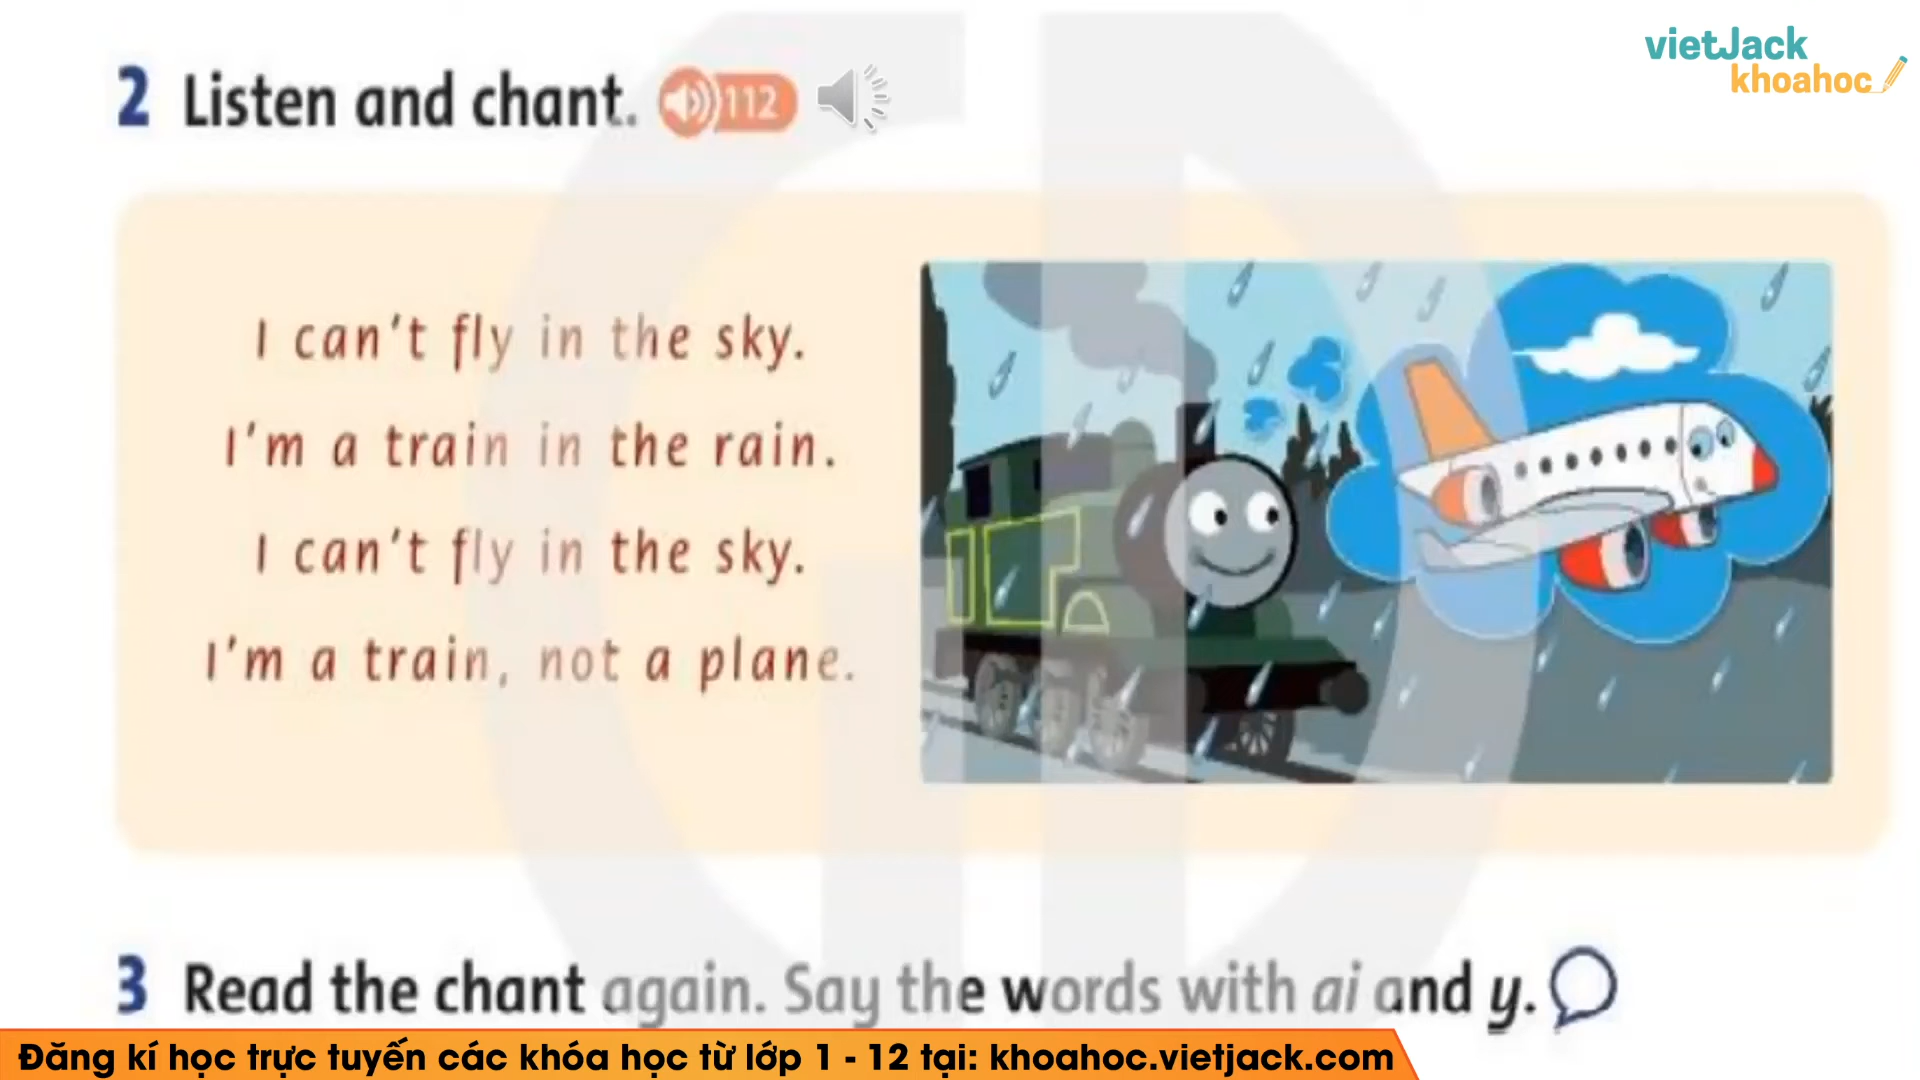 vietJack
khoahoc
2 Listen and chant. 112
I can't fly in the sky.
I'm a train in the rain.
I can't fly in the sky.
I'm a train, not a plane.
3 Read the chant again. Say the words with ai and y.
Đăng kí học trực tuyến các khóa học từ lớp 1 - 12 tại: khoahoc.vietjack.com